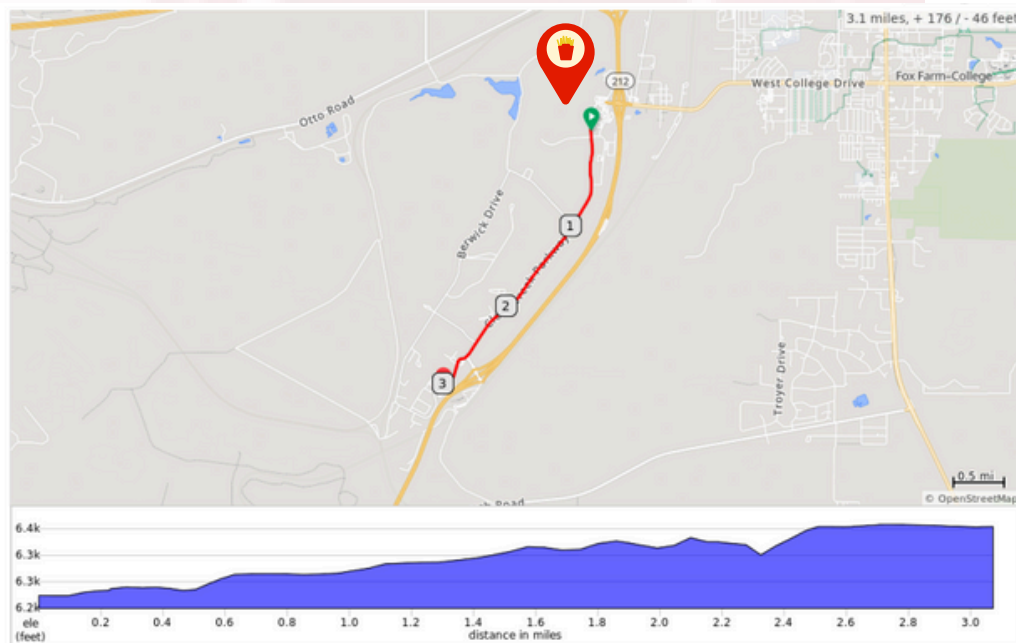 3.1 miles, + 176 / - 46 feet
212
West College Drive
Fox Farm-College
Otto Road
Berwick Drive
1
Parkway
2
3
Troyer Drive
0.5 mi
Road
© OpenStreetMap
6.4k
6.3k
6.3k
6.2k
ele
(feet)
0.2 0.4 0.6 0.8 1.0 1.2 1.4 1.6 1.8 2.0 2.2 2.4 2.6 2.8 3.0
distance in miles